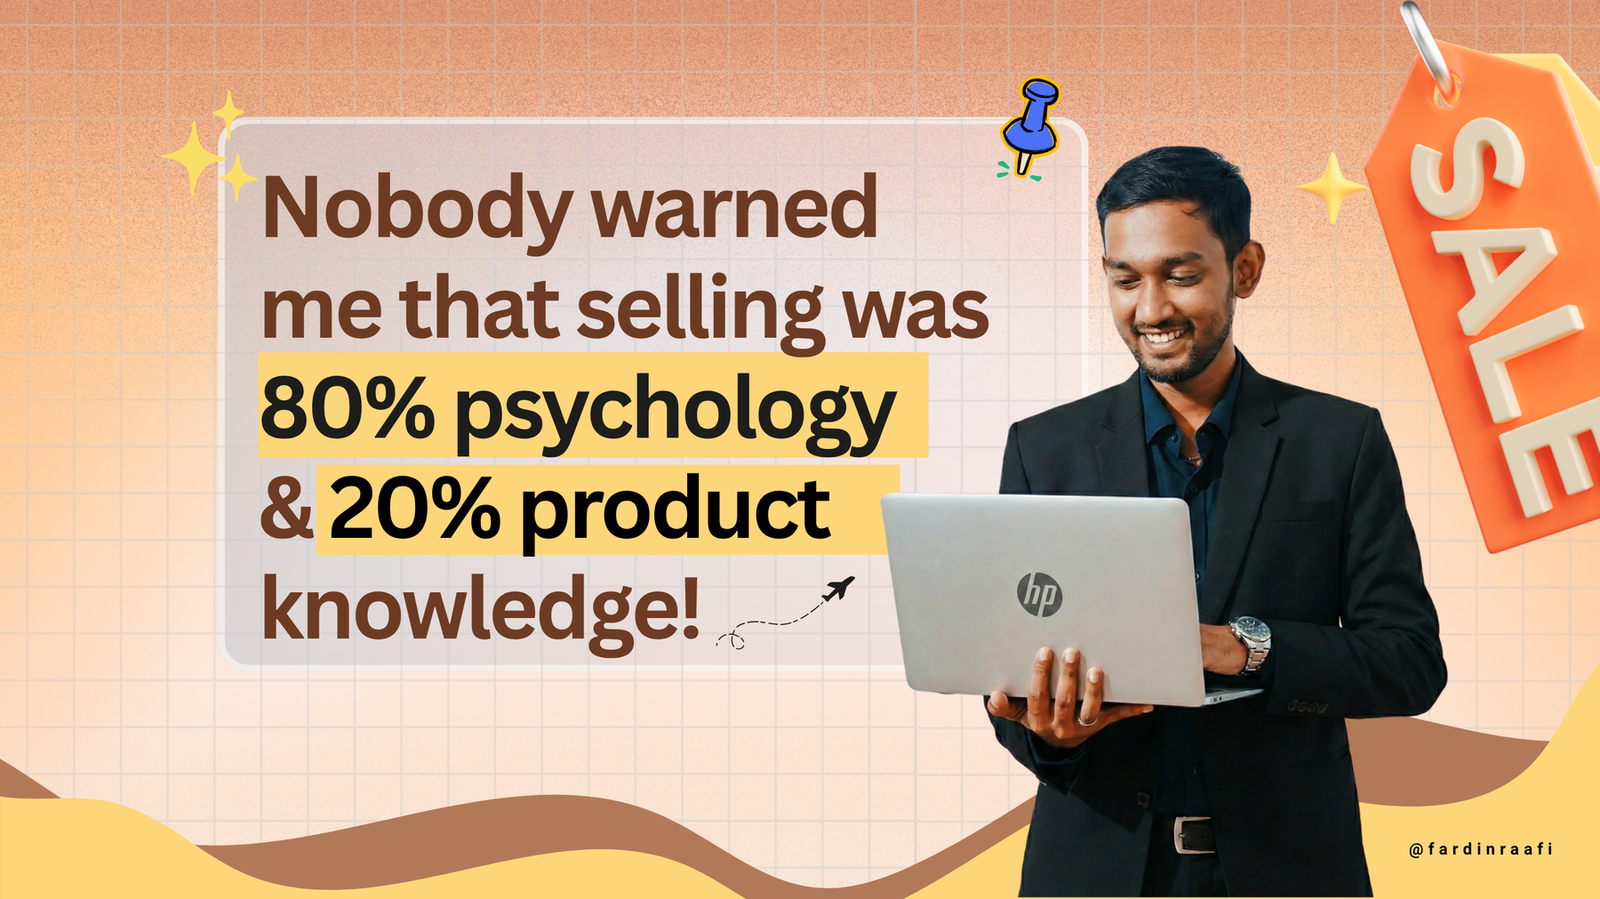 Nobody warned
me that selling was
80% psychology
& 20% product
knowledge!
SALE
hp
@fardinraafi